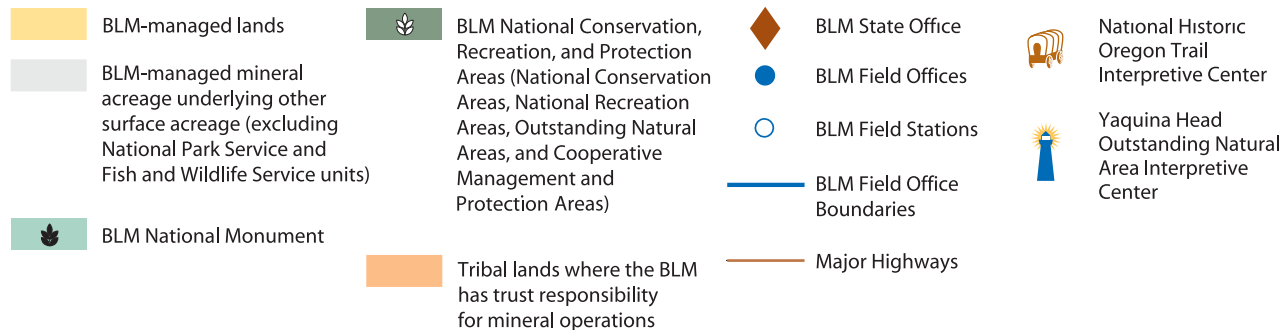 BLM-managed lands
BLM-managed mineral
acreage underlying other
surface acreage (excluding
National Park Service and
Fish and Wildlife Service units)
BLM National Monument
BLM National Conservation,
Recreation, and Protection
Areas (National Conservation
Areas, National Recreation
Areas, Outstanding Natural
Areas, and Cooperative
Management and
Protection Areas)
Tribal lands where the BLM
has trust responsibility
for mineral operations
BLM State Office
BLM Field Offices
BLM Field Stations
BLM Field Office
Boundaries
Major Highways
National Historic
Oregon Trail
Interpretive Center
Yaquina Head
Outstanding Natural
Area Interpretive
Center